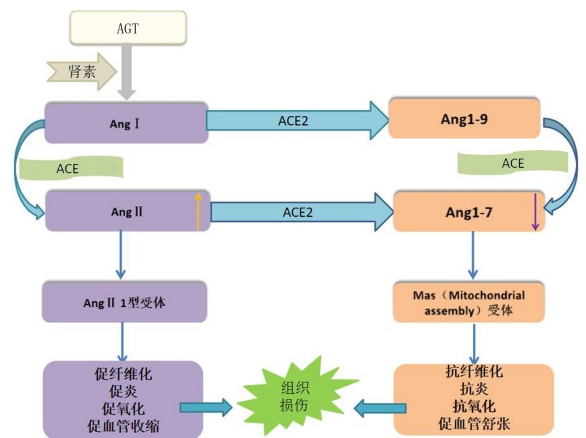 AGT
肾素
Ang Ⅰ
ACE2
Ang1-9
ACE
ACE
Ang Ⅱ
ACE2
Ang1-7
Ang Ⅱ 1型受体
Mas（Mitochondrial
assembly）受体
促纤维化
促炎
促氧化
促血管收缩
组织
损伤
抗纤维化
抗炎
抗氧化
促血管舒张